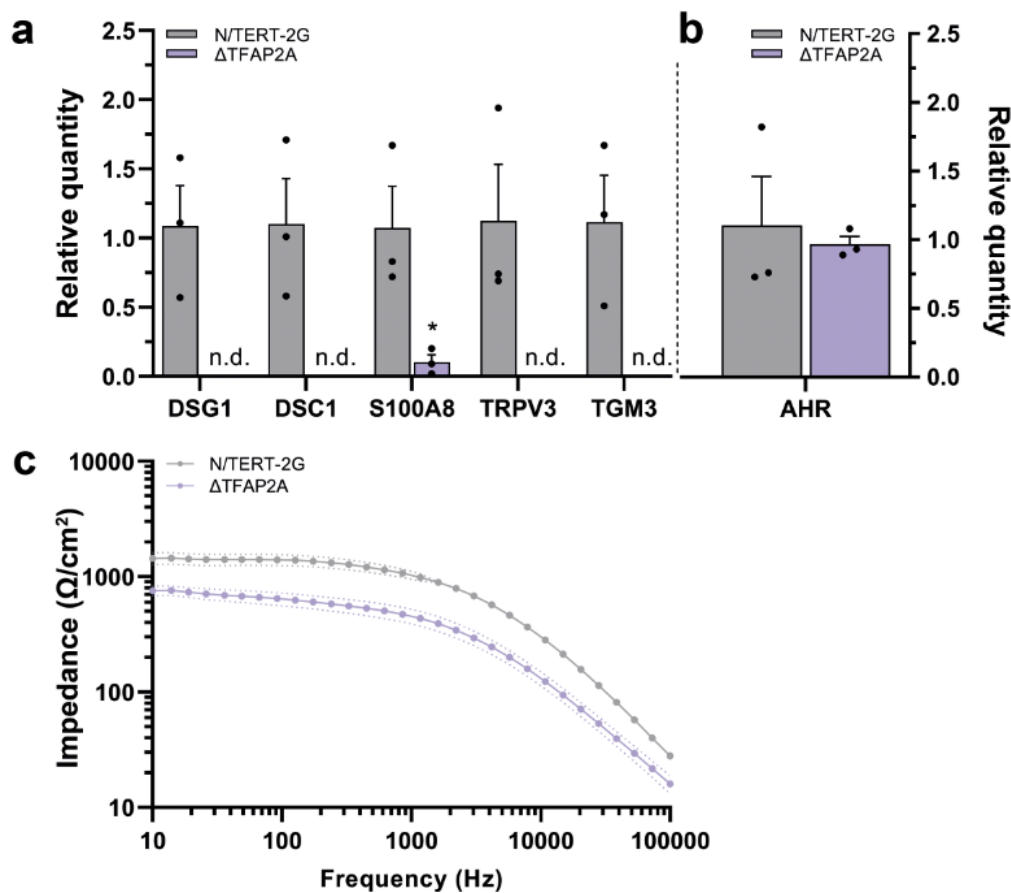 a
Relative quantity
2.5
2.0
1.5
1.0
0.5
0.0
N/TERT-2G
ΔTFAP2A
n.d.
n.d.
*
n.d.
n.d.
DSG1 DSC1 S100A8 TRPV3 TGM3
b
N/TERT-2G
ΔTFAP2A
2.5
2.0
1.5
1.0
0.5
0.0
Relative quantity
AHR
c
Impedance (Ω/cm²)
10000
1000
100
10
N/TERT-2G
ΔTFAP2A
10 100 1000 10000 100000
Frequency (Hz)